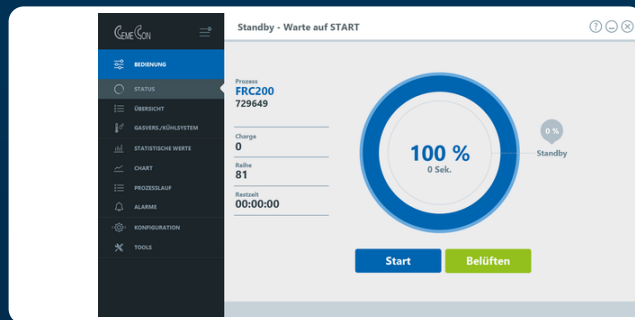 CemeCon
Standby - Warte auf START
BEDIENUNG
STATUS
ÜBERSICHT
GASVERS./KÜHLSYSTEM
STATISTISCHE WERTE
CHART
PROZESSLAUF
ALARME
KONFIGURATION
TOOLS
Prozess
FRC200
729649
Charge
0
Reihe
81
Restzeit
00:00:00
100 %
0 Sek.
0 %
Standby
Start
Belüften